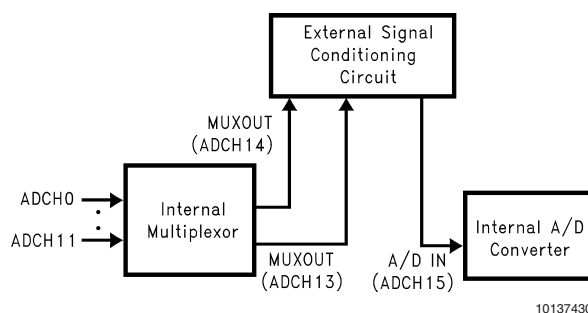 External Signal
Conditioning
Circuit
MUXOUT
(ADCH14)
ADCH0
ADCH11
Internal
Multiplexor
MUXOUT
(ADCH13)
A/D IN
(ADCH15)
Internal A/D
Converter
10137430